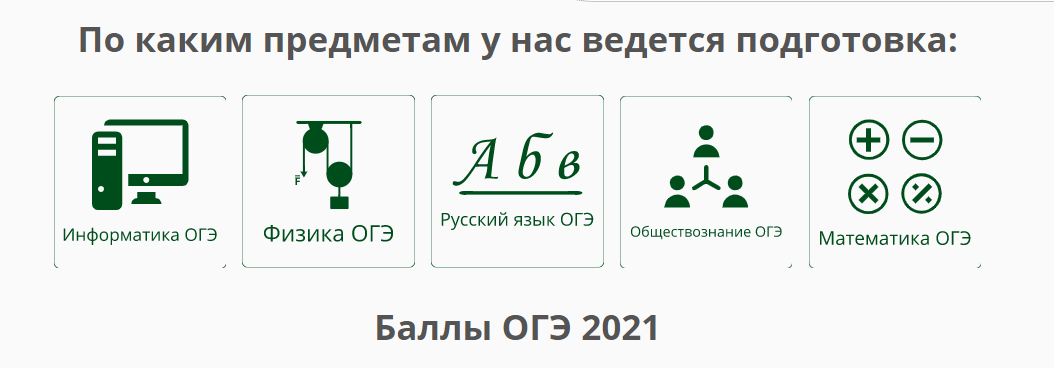 По каким предметам у нас ведется подготовка:
Информатика ОГЭ
F
Физика ОГЭ
А б в
Русский язык ОГЭ
Обществознание ОГЭ
Математика ОГЭ
Баллы ОГЭ 2021